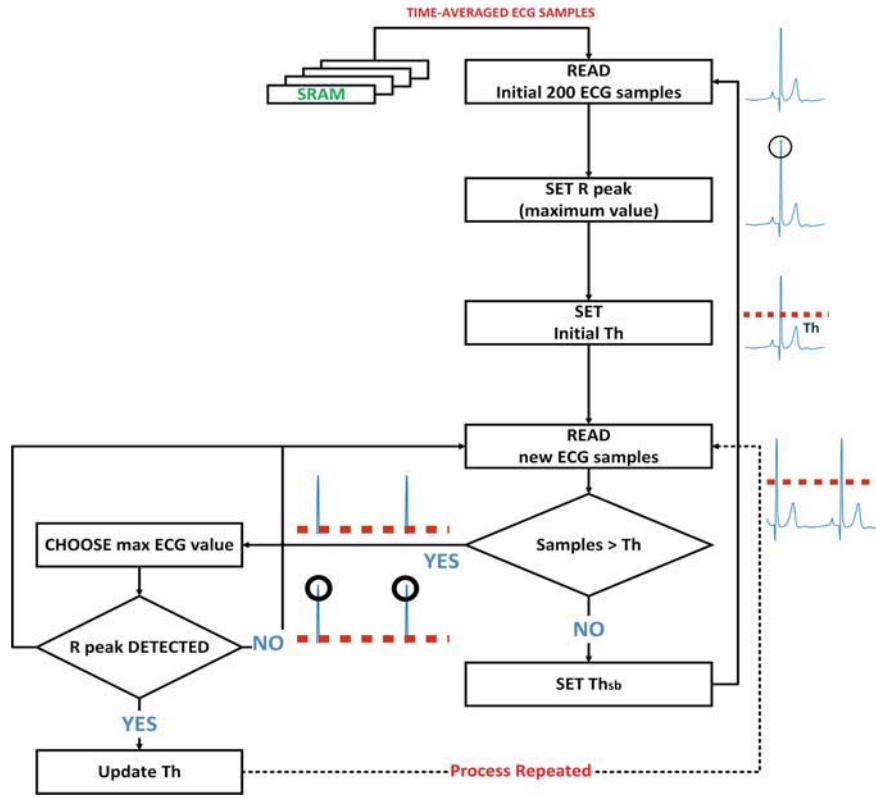 TIME-AVERAGED ECG SAMPLES
SRAM
READ
Initial 200 ECG samples
SET R peak
(maximum value)
SET
Initial Th
Th
READ
new ECG samples
Samples > Th
YES
CHOOSE max ECG value
R peak DETECTED
NO
NO
SET Thsb
YES
Update Th
Process Repeated